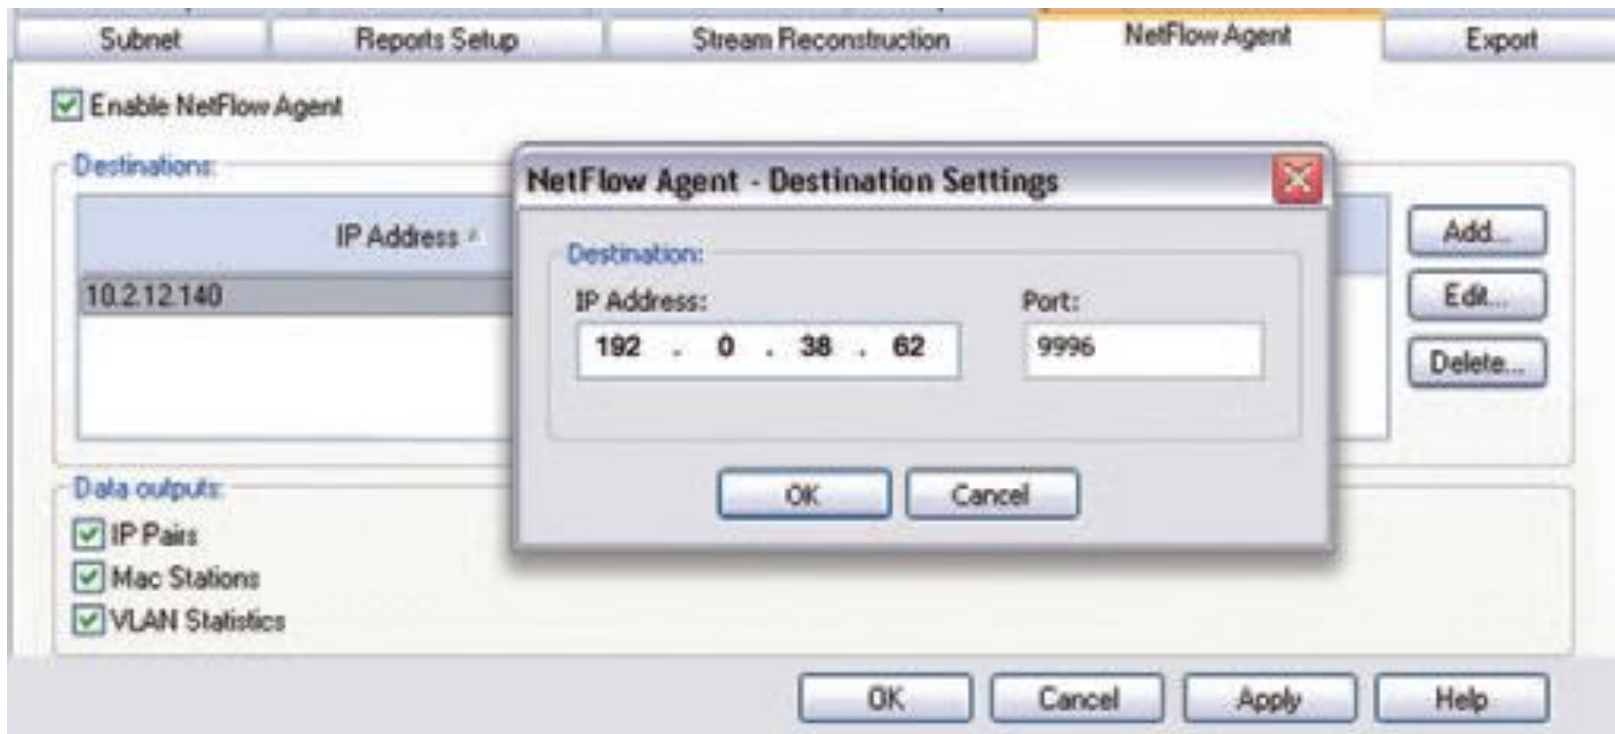 Subnet Reports Setup Stream Reconstruction NetFlow Agent Export
Enable NetFlow Agent
Destinations:
IP Address
10.2.12.140
Add...
Edit...
Delete...
NetFlow Agent - Destination Settings
Destination:
IP Address: Port:
192 . 0 . 38 . 62 9996
OK Cancel
Data outputs:
IP Pairs
Mac Stations
VLAN Statistics
OK Cancel Apply Help